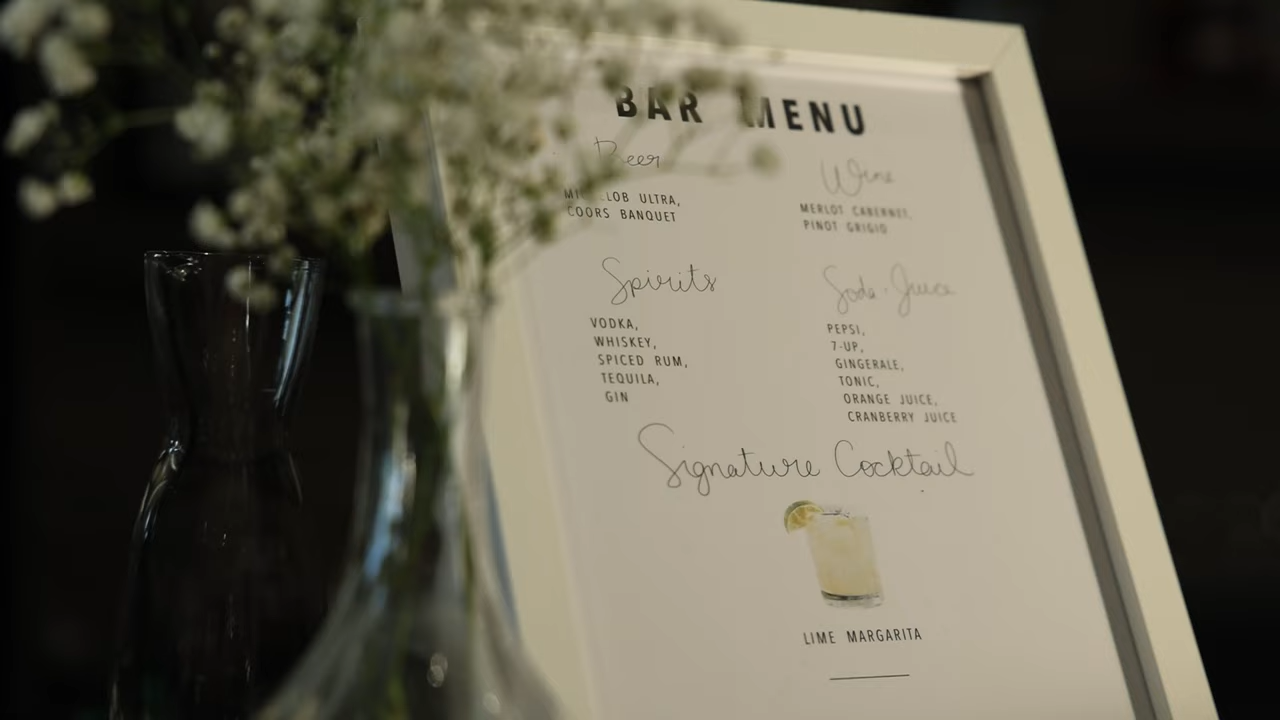 BAR MENU
Beer
ULTRA,
COORS BANQUET
Wine
MERLOT CABERNET,
PINOT GRIGIO
Spirits
VODKA,
WHISKEY,
SPICED RUM,
TEQUILA,
GIN
Soda · Juice
PEPSI,
7-UP,
GINGERALE,
TONIC,
ORANGE JUICE,
CRANBERRY JUICE
Signature Cocktail
LIME MARGARITA